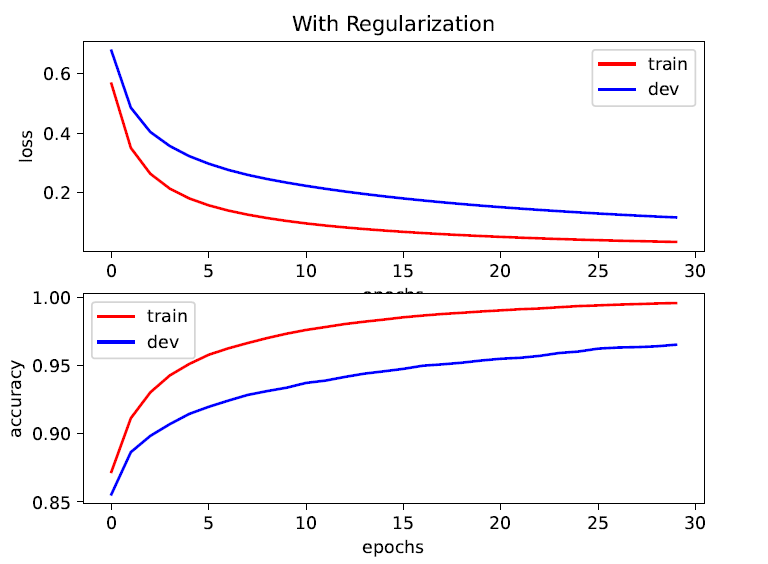 With Regularization
train
dev
loss
0.6
0.4
0.2
0 5 10 15 20 25 30
train
dev
accuracy
1.00
0.95
0.90
0.85
0 5 10 15 20 25 30
epochs